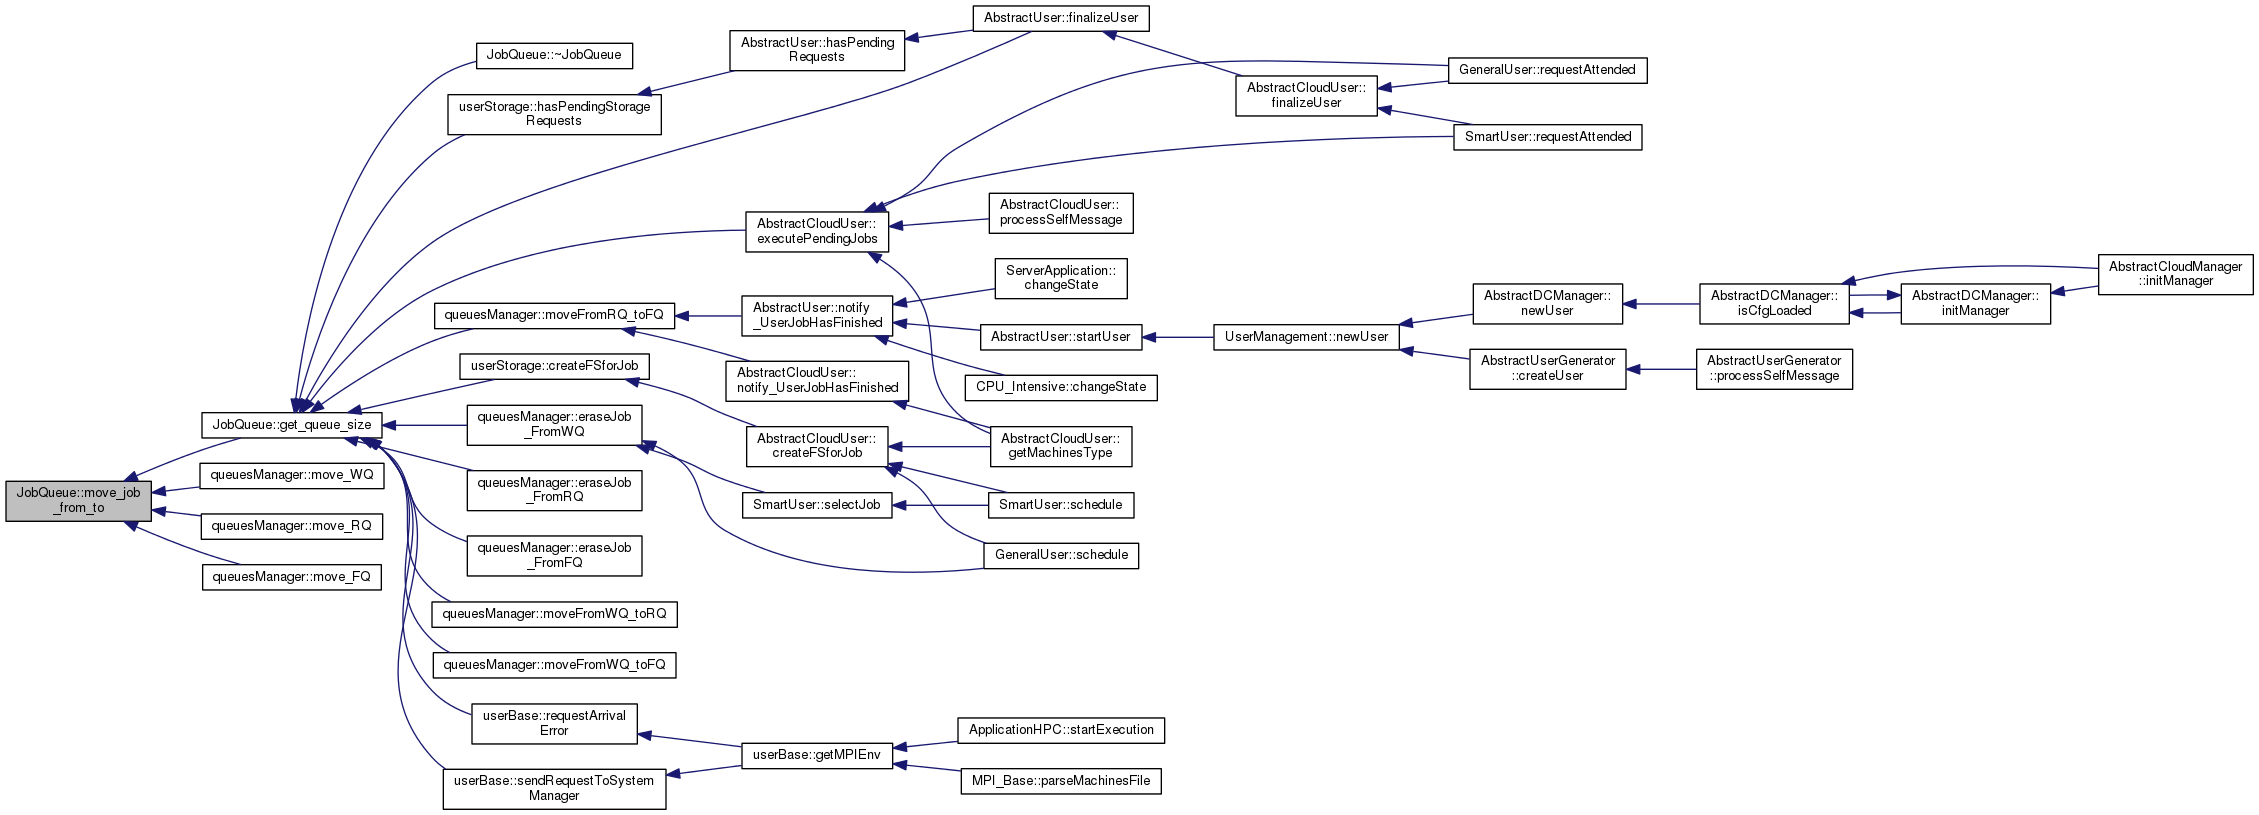 JobQueue::move_job
_from_to
JobQueue::get_queue_size
queuesManager::move_WQ
queuesManager::move_RQ
queuesManager::move_FQ
JobQueue::~JobQueue
userStorage::hasPendingStorage
Requests
queuesManager::moveFromRQ_toFQ
userStorage::createFSforJob
queuesManager::eraseJob
_FromWQ
queuesManager::eraseJob
_FromRQ
queuesManager::eraseJob
_FromFQ
queuesManager::moveFromWQ_toRQ
queuesManager::moveFromWQ_toFQ
userBase::requestArrival
Error
userBase::sendRequestToSystem
Manager
AbstractUser::hasPending
Requests
AbstractCloudUser::
executePendingJobs
AbstractUser::notify
_UserJobHasFinished
AbstractCloudUser::
notify_UserJobHasFinished
AbstractCloudUser::
createFSforJob
SmartUser::selectJob
userBase::getMPIEnv
AbstractUser::finalizeUser
AbstractCloudUser::
processSelfMessage
ServerApplication::
changeState
AbstractUser::startUser
CPU_Intensive::changeState
AbstractCloudUser::
getMachinesType
SmartUser::schedule
GeneralUser::schedule
ApplicationHPC::startExecution
MPI_Base::parseMachinesFile
AbstractCloudUser::
finalizeUser
UserManagement::newUser
GeneralUser::requestAttended
SmartUser::requestAttended
AbstractDCManager::
newUser
AbstractUserGenerator
::createUser
AbstractDCManager::
isCfgLoaded
AbstractUserGenerator
::processSelfMessage
AbstractDCManager::
initManager
AbstractCloudManager
::initManager